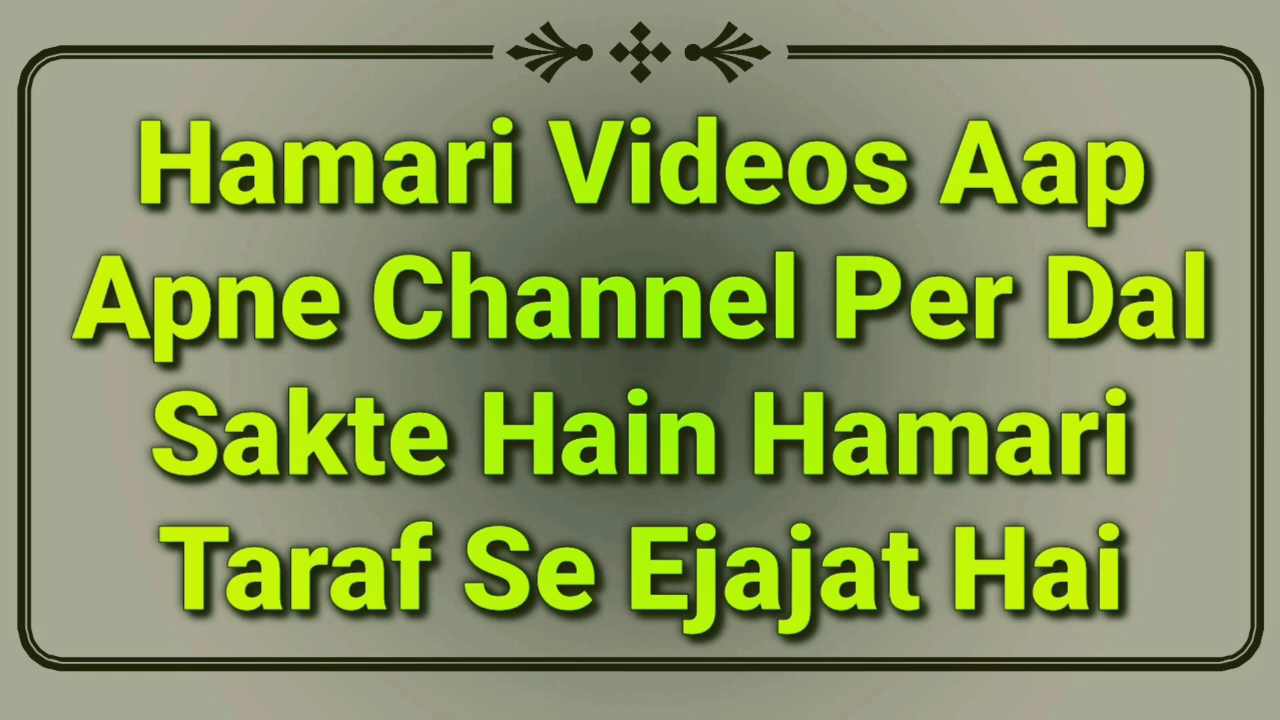 Hamari Videos Aap
Apne Channel Per Dal
Sakte Hain Hamari
Taraf Se Ejajat Hai